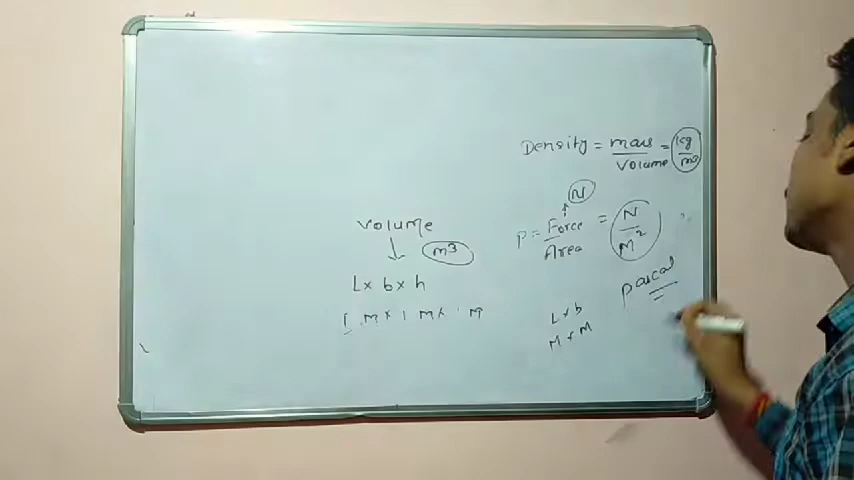 Density = mass / volume = kg / m3
N
P = Force / Area = N / M²
pascal
L x b
M x M
volume
m3
L x b x h
1 m x 1 m x 1 m